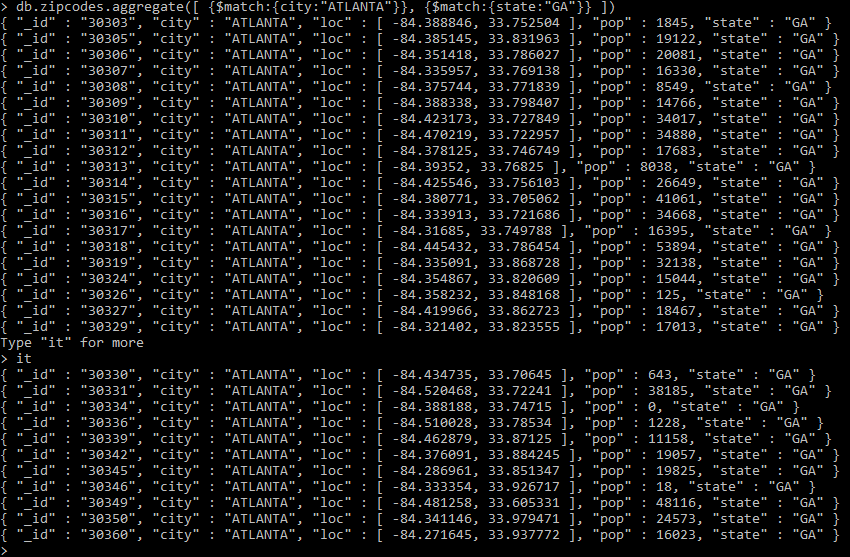 > db.zipcodes.aggregate([ {$match:{city:"ATLANTA"}}, {$match:{state:"GA"}} ])
{ "_id" : "30303", "city" : "ATLANTA", "loc" : [ -84.388846, 33.752504 ], "pop" : 1845, "state" : "GA" }
{ "_id" : "30305", "city" : "ATLANTA", "loc" : [ -84.385145, 33.831963 ], "pop" : 19122, "state" : "GA" }
{ "_id" : "30306", "city" : "ATLANTA", "loc" : [ -84.351418, 33.786027 ], "pop" : 20081, "state" : "GA" }
{ "_id" : "30307", "city" : "ATLANTA", "loc" : [ -84.335957, 33.769138 ], "pop" : 16330, "state" : "GA" }
{ "_id" : "30308", "city" : "ATLANTA", "loc" : [ -84.375744, 33.771839 ], "pop" : 8549, "state" : "GA" }
{ "_id" : "30309", "city" : "ATLANTA", "loc" : [ -84.388338, 33.798407 ], "pop" : 14766, "state" : "GA" }
{ "_id" : "30310", "city" : "ATLANTA", "loc" : [ -84.423173, 33.727849 ], "pop" : 34017, "state" : "GA" }
{ "_id" : "30311", "city" : "ATLANTA", "loc" : [ -84.470219, 33.722957 ], "pop" : 34880, "state" : "GA" }
{ "_id" : "30312", "city" : "ATLANTA", "loc" : [ -84.378125, 33.746749 ], "pop" : 17683, "state" : "GA" }
{ "_id" : "30313", "city" : "ATLANTA", "loc" : [ -84.39352, 33.76825 ], "pop" : 8038, "state" : "GA" }
{ "_id" : "30314", "city" : "ATLANTA", "loc" : [ -84.425546, 33.756103 ], "pop" : 26649, "state" : "GA" }
{ "_id" : "30315", "city" : "ATLANTA", "loc" : [ -84.380771, 33.705062 ], "pop" : 41061, "state" : "GA" }
{ "_id" : "30316", "city" : "ATLANTA", "loc" : [ -84.333913, 33.721686 ], "pop" : 34668, "state" : "GA" }
{ "_id" : "30317", "city" : "ATLANTA", "loc" : [ -84.31685, 33.749788 ], "pop" : 16395, "state" : "GA" }
{ "_id" : "30318", "city" : "ATLANTA", "loc" : [ -84.445432, 33.786454 ], "pop" : 53894, "state" : "GA" }
{ "_id" : "30319", "city" : "ATLANTA", "loc" : [ -84.335091, 33.868728 ], "pop" : 32138, "state" : "GA" }
{ "_id" : "30324", "city" : "ATLANTA", "loc" : [ -84.354867, 33.820609 ], "pop" : 15044, "state" : "GA" }
{ "_id" : "30326", "city" : "ATLANTA", "loc" : [ -84.358232, 33.848168 ], "pop" : 125, "state" : "GA" }
{ "_id" : "30327", "city" : "ATLANTA", "loc" : [ -84.419966, 33.862723 ], "pop" : 18467, "state" : "GA" }
{ "_id" : "30329", "city" : "ATLANTA", "loc" : [ -84.321402, 33.823555 ], "pop" : 17013, "state" : "GA" }
Type "it" for more
> it
{ "_id" : "30330", "city" : "ATLANTA", "loc" : [ -84.434735, 33.70645 ], "pop" : 643, "state" : "GA" }
{ "_id" : "30331", "city" : "ATLANTA", "loc" : [ -84.520468, 33.72241 ], "pop" : 38185, "state" : "GA" }
{ "_id" : "30334", "city" : "ATLANTA", "loc" : [ -84.388188, 33.74715 ], "pop" : 0, "state" : "GA" }
{ "_id" : "30336", "city" : "ATLANTA", "loc" : [ -84.510028, 33.78534 ], "pop" : 1228, "state" : "GA" }
{ "_id" : "30339", "city" : "ATLANTA", "loc" : [ -84.462879, 33.87125 ], "pop" : 11158, "state" : "GA" }
{ "_id" : "30342", "city" : "ATLANTA", "loc" : [ -84.376091, 33.884245 ], "pop" : 19057, "state" : "GA" }
{ "_id" : "30345", "city" : "ATLANTA", "loc" : [ -84.286961, 33.851347 ], "pop" : 19825, "state" : "GA" }
{ "_id" : "30346", "city" : "ATLANTA", "loc" : [ -84.333354, 33.926717 ], "pop" : 18, "state" : "GA" }
{ "_id" : "30349", "city" : "ATLANTA", "loc" : [ -84.481258, 33.605331 ], "pop" : 48116, "state" : "GA" }
{ "_id" : "30350", "city" : "ATLANTA", "loc" : [ -84.341146, 33.979471 ], "pop" : 24573, "state" : "GA" }
{ "_id" : "30360", "city" : "ATLANTA", "loc" : [ -84.271645, 33.937772 ], "pop" : 16023, "state" : "GA" }
>